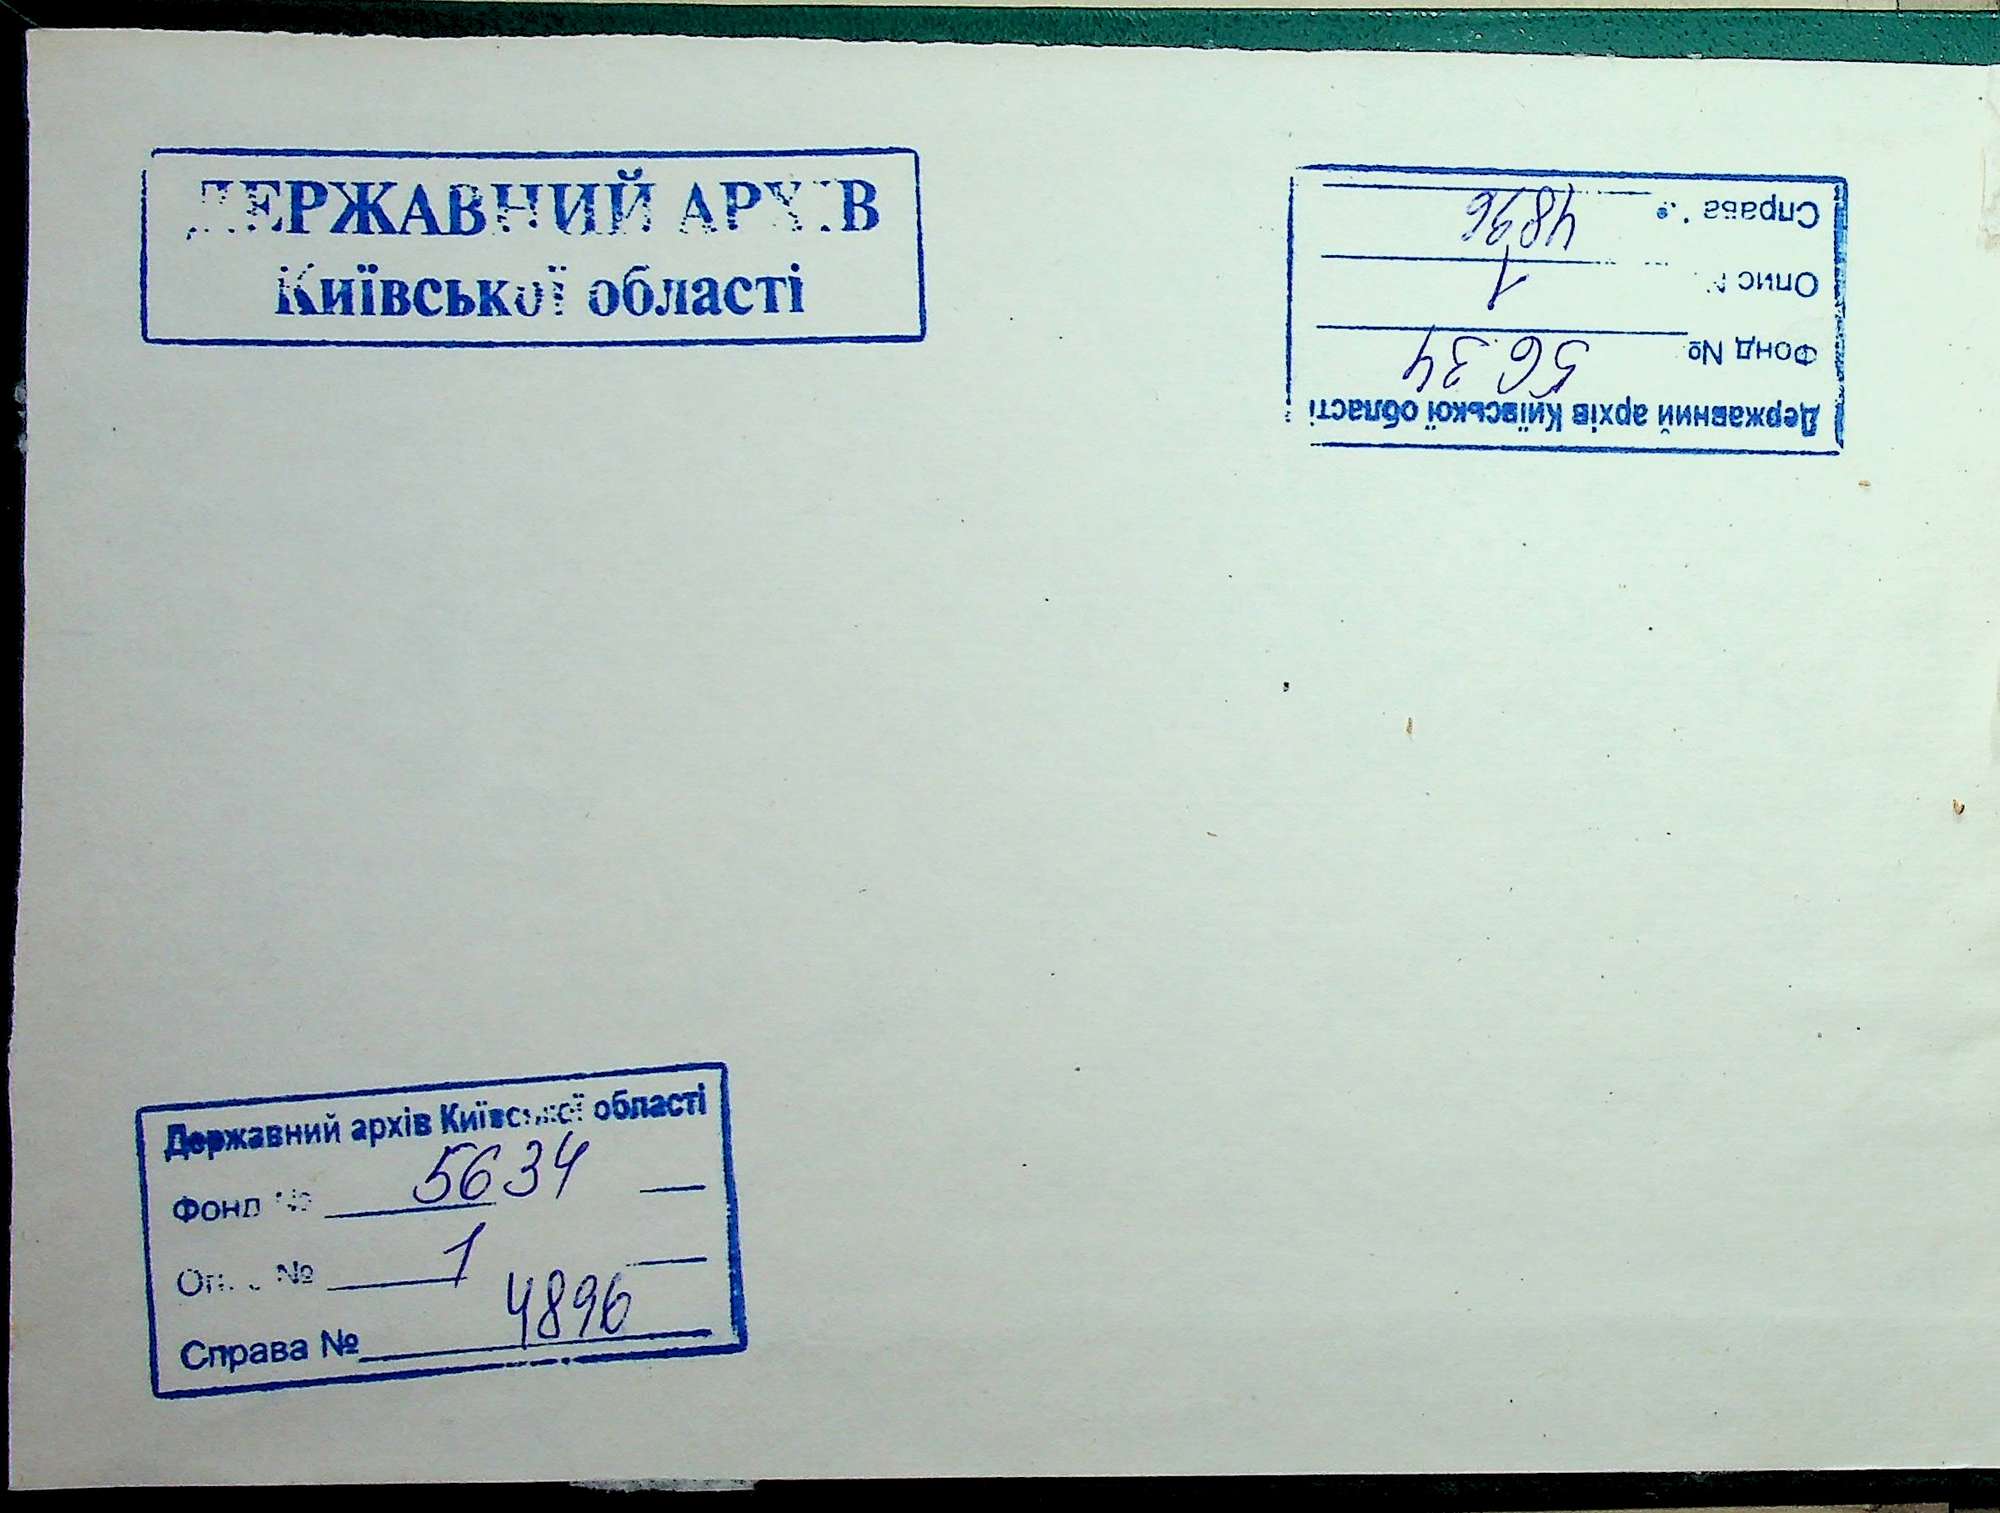 ДЕРЖАВНИЙ АРХІВ
Київської області
Державний архів Київської області
Фонд № 5634
Опис № 1
Справа № 4896
Державний архів Київської області
Фонд № 5634
Опис № 1
Справа № 4896